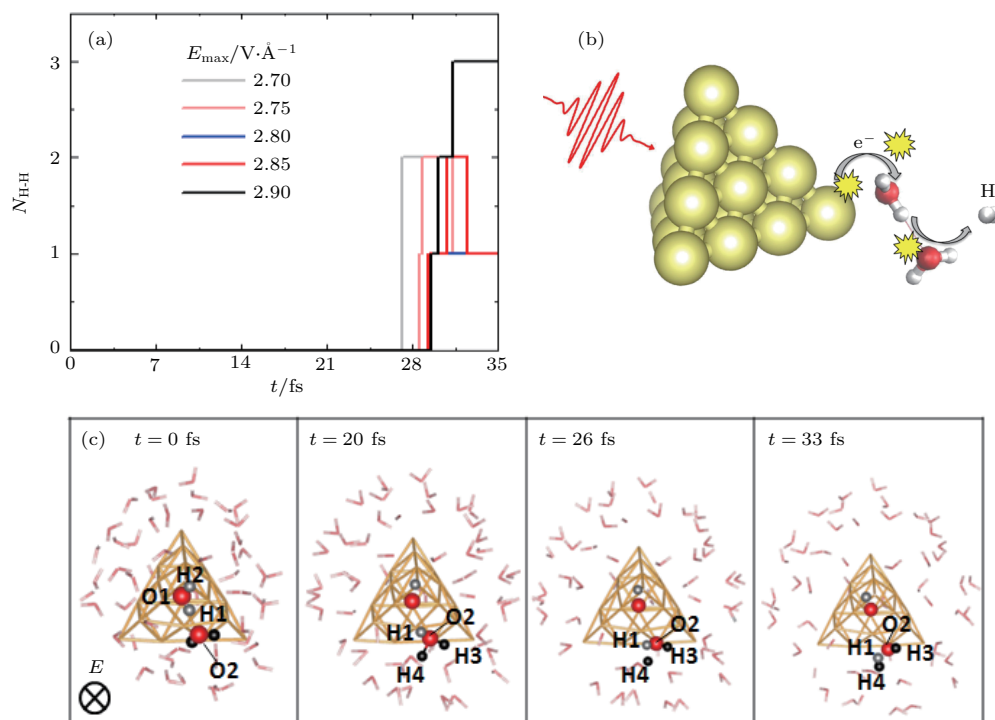 (a)
E_max/V·Å⁻¹
2.70
2.75
2.80
2.85
2.90
N_H-H
3
2
1
0
0 7 14 21 28 35
t/fs
(b)
e⁻
H
(c) t = 0 fs
H2
O1
H1
O2
E
t = 20 fs
O2
H1
H3
H4
t = 26 fs
O2
H1
H3
H4
t = 33 fs
O2
H1
H3
H4